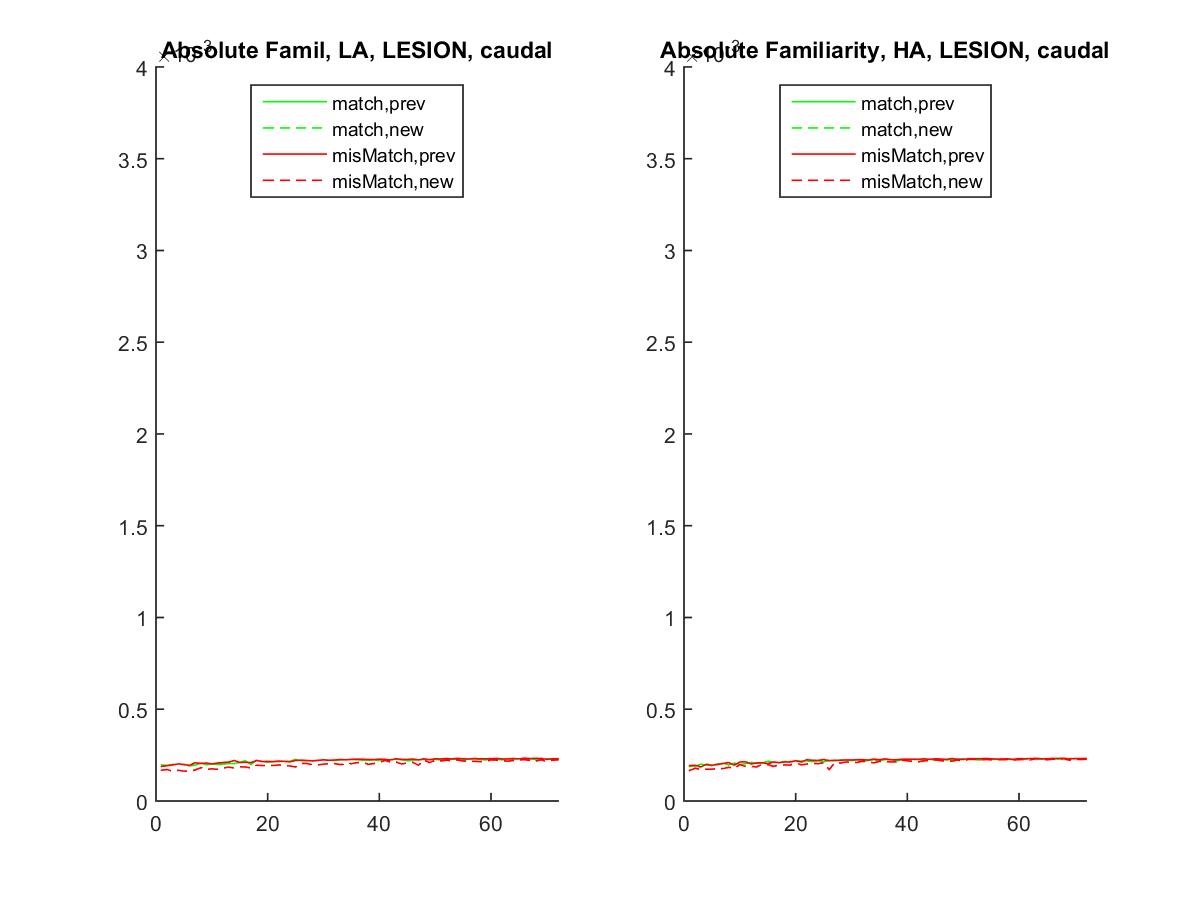 Absolute Famil, LA, LESION, caudal
4
3.5
3
2.5
2
1.5
1
0.5
0
0
20
40
60
match,prev
match,new
misMatch,prev
misMatch,new
Absolute Familiarity, HA, LESION, caudal
4
3.5
3
2.5
2
1.5
1
0.5
0
0
20
40
60
match,prev
match,new
misMatch,prev
misMatch,new